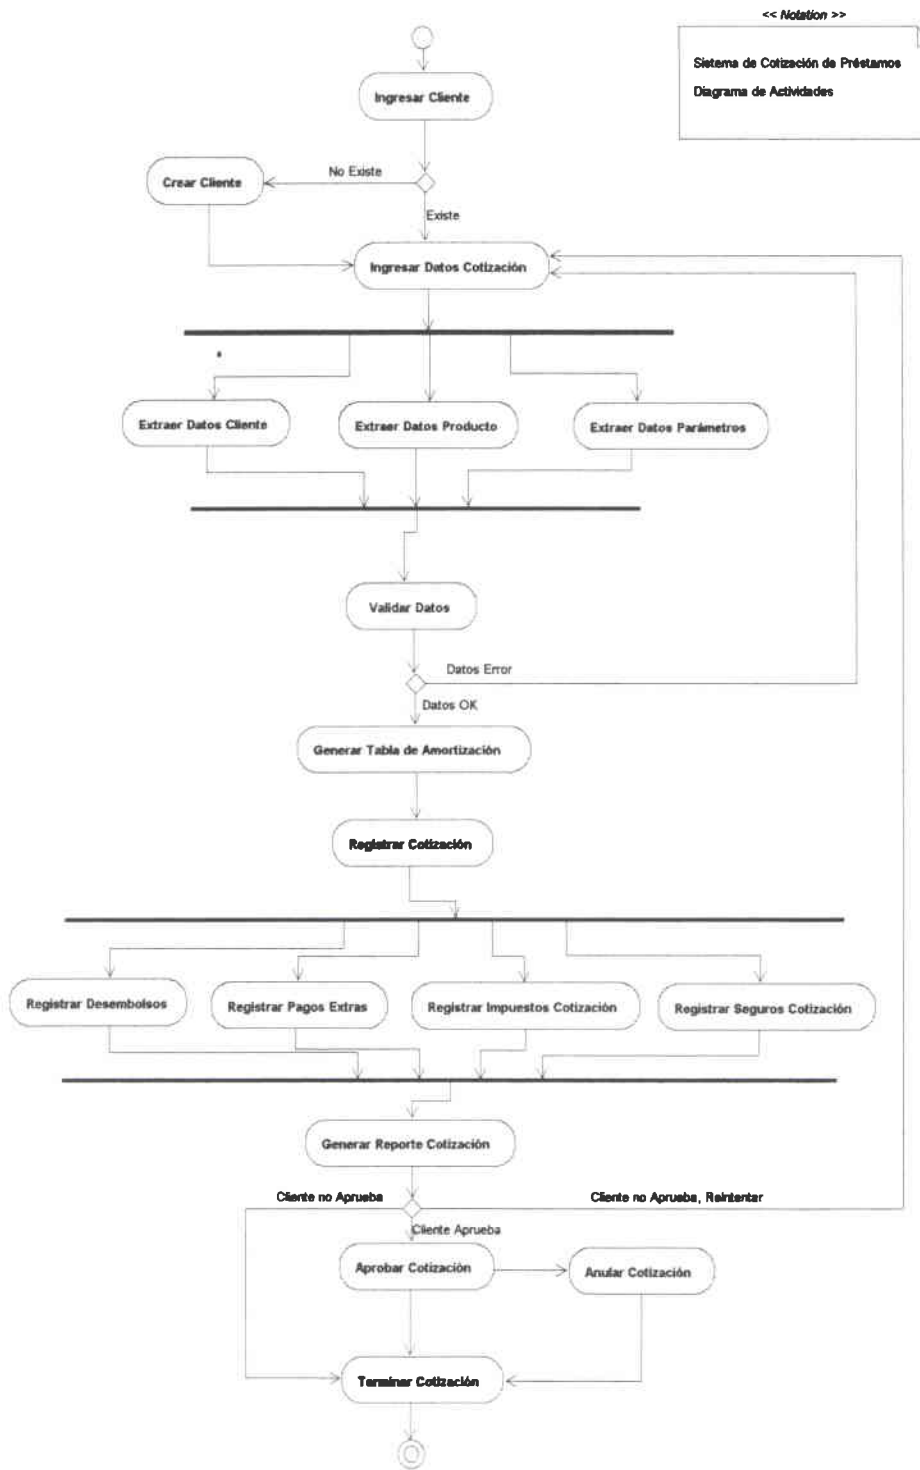 << Notation >>
Sistema de Cotización de Préstamos
Diagrama de Actividades
Ingresar Cliente
No Existe
Crear Cliente
Existe
Ingresar Datos Cotización
Extraer Datos Cliente
Extraer Datos Producto
Extraer Datos Parámetros
Validar Datos
Datos Error
Datos OK
Generar Tabla de Amortización
Registrar Cotización
Registrar Desembolsos
Registrar Pagos Extras
Registrar Impuestos Cotización
Registrar Seguros Cotización
Generar Reporte Cotización
Cliente no Aprueba
Cliente no Aprueba, Reintentar
Cliente Aprueba
Aprobar Cotización
Anular Cotización
Terminar Cotización